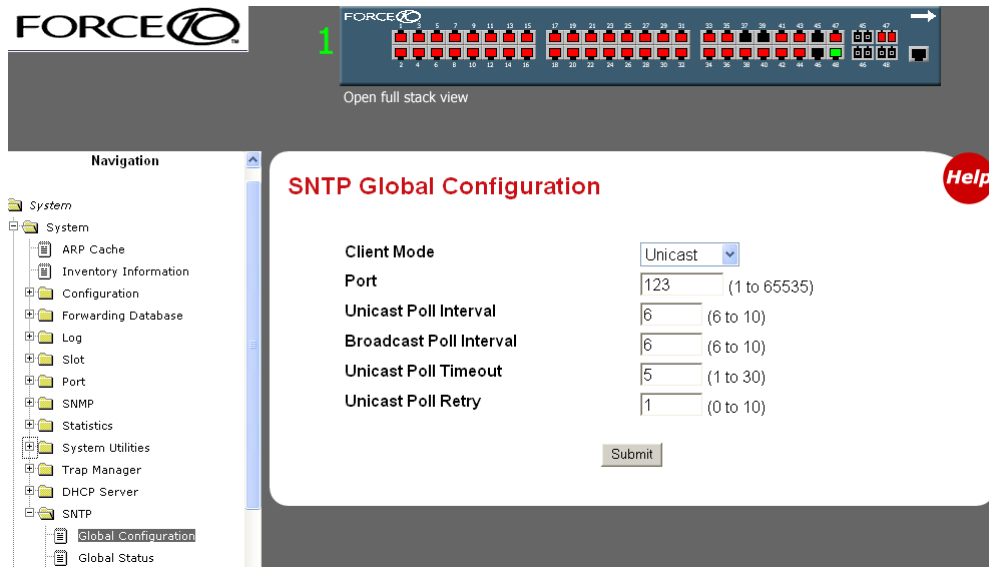 FORCE10
FORCE10
1
1 3 5 7 9 11 13 15 17 19 21 23 25 27 29 31 33 35 37 39 41 43 45 47 45 47
2 4 6 8 10 12 14 16 18 20 22 24 26 28 30 32 34 36 38 40 42 44 46 48 46 48
Open full stack view
Navigation
System
System
ARP Cache
Inventory Information
Configuration
Forwarding Database
Log
Slot
Port
SNMP
Statistics
System Utilities
Trap Manager
DHCP Server
SNTP
Global Configuration
Global Status
SNTP Global Configuration
Help
Client Mode Unicast
Port 123 (1 to 65535)
Unicast Poll Interval 6 (6 to 10)
Broadcast Poll Interval 6 (6 to 10)
Unicast Poll Timeout 5 (1 to 30)
Unicast Poll Retry 1 (0 to 10)
Submit